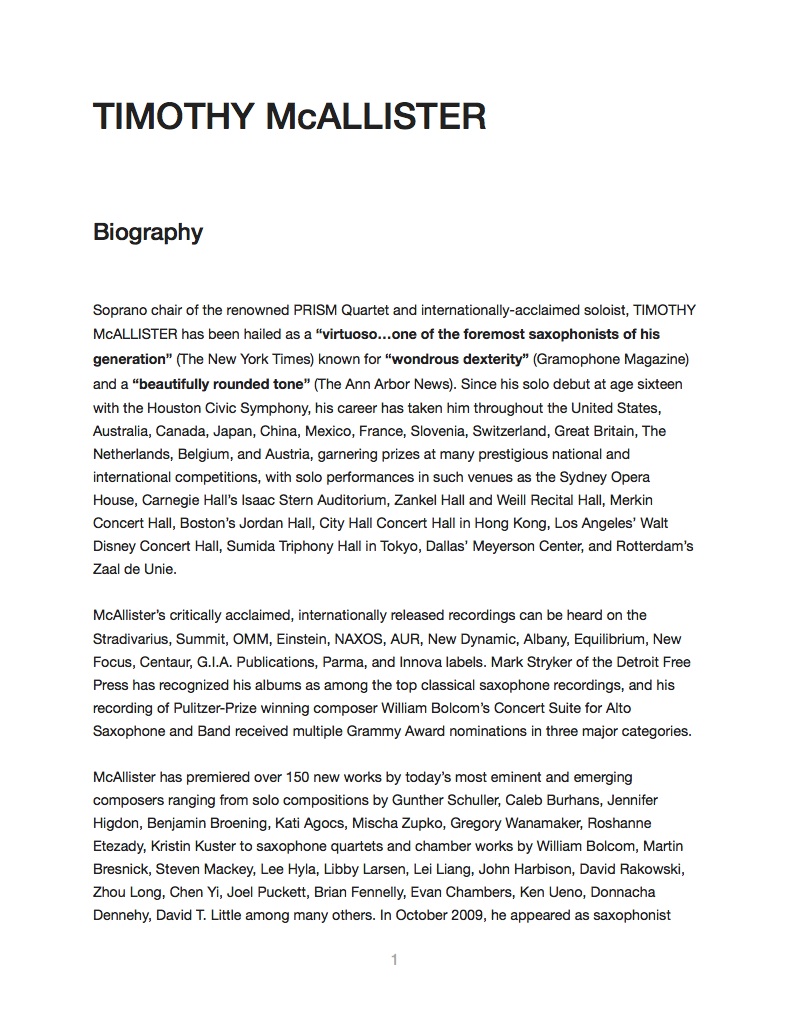 TIMOTHY McALLISTER
Biography
Soprano chair of the renowned PRISM Quartet and internationally-acclaimed soloist, TIMOTHY
McALLISTER has been hailed as a “virtuoso…one of the foremost saxophonists of his
generation” (The New York Times) known for “wondrous dexterity” (Gramophone Magazine)
and a “beautifully rounded tone” (The Ann Arbor News). Since his solo debut at age sixteen
with the Houston Civic Symphony, his career has taken him throughout the United States,
Australia, Canada, Japan, China, Mexico, France, Slovenia, Switzerland, Great Britain, The
Netherlands, Belgium, and Austria, garnering prizes at many prestigious national and
international competitions, with solo performances in such venues as the Sydney Opera
House, Carnegie Hall’s Isaac Stern Auditorium, Zankel Hall and Weill Recital Hall, Merkin
Concert Hall, Boston’s Jordan Hall, City Hall Concert Hall in Hong Kong, Los Angeles’ Walt
Disney Concert Hall, Sumida Triphony Hall in Tokyo, Dallas’ Meyerson Center, and Rotterdam’s
Zaal de Unie.
McAllister’s critically acclaimed, internationally released recordings can be heard on the
Stradivarius, Summit, OMM, Einstein, NAXOS, AUR, New Dynamic, Albany, Equilibrium, New
Focus, Centaur, G.I.A. Publications, Parma, and Innova labels. Mark Stryker of the Detroit Free
Press has recognized his albums as among the top classical saxophone recordings, and his
recording of Pulitzer-Prize winning composer William Bolcom’s Concert Suite for Alto
Saxophone and Band received multiple Grammy Award nominations in three major categories.
McAllister has premiered over 150 new works by today’s most eminent and emerging
composers ranging from solo compositions by Gunther Schuller, Caleb Burhans, Jennifer
Higdon, Benjamin Broening, Kati Agocs, Mischa Zupko, Gregory Wanamaker, Roshanne
Etezady, Kristin Kuster to saxophone quartets and chamber works by William Bolcom, Martin
Bresnick, Steven Mackey, Lee Hyla, Libby Larsen, Lei Liang, John Harbison, David Rakowski,
Zhou Long, Chen Yi, Joel Puckett, Brian Fennelly, Evan Chambers, Ken Ueno, Donnacha
Dennehy, David T. Little among many others. In October 2009, he appeared as saxophonist
1